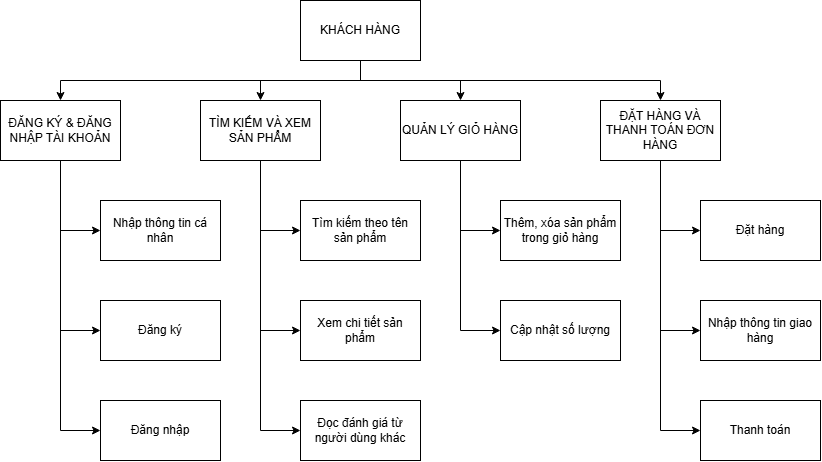 KHÁCH HÀNG
ĐĂNG KÝ & ĐĂNG
NHẬP TÀI KHOẢN
TÌM KIẾM VÀ XEM
SẢN PHẨM
QUẢN LÝ GIỎ HÀNG
ĐẶT HÀNG VÀ
THANH TOÁN ĐƠN
HÀNG
Nhập thông tin cá
nhân
Tìm kiếm theo tên
sản phẩm
Thêm, xóa sản phẩm
trong giỏ hàng
Đặt hàng
Đăng ký
Xem chi tiết sản
phẩm
Cập nhật số lượng
Nhập thông tin giao
hàng
Đăng nhập
Đọc đánh giá từ
người dùng khác
Thanh toán